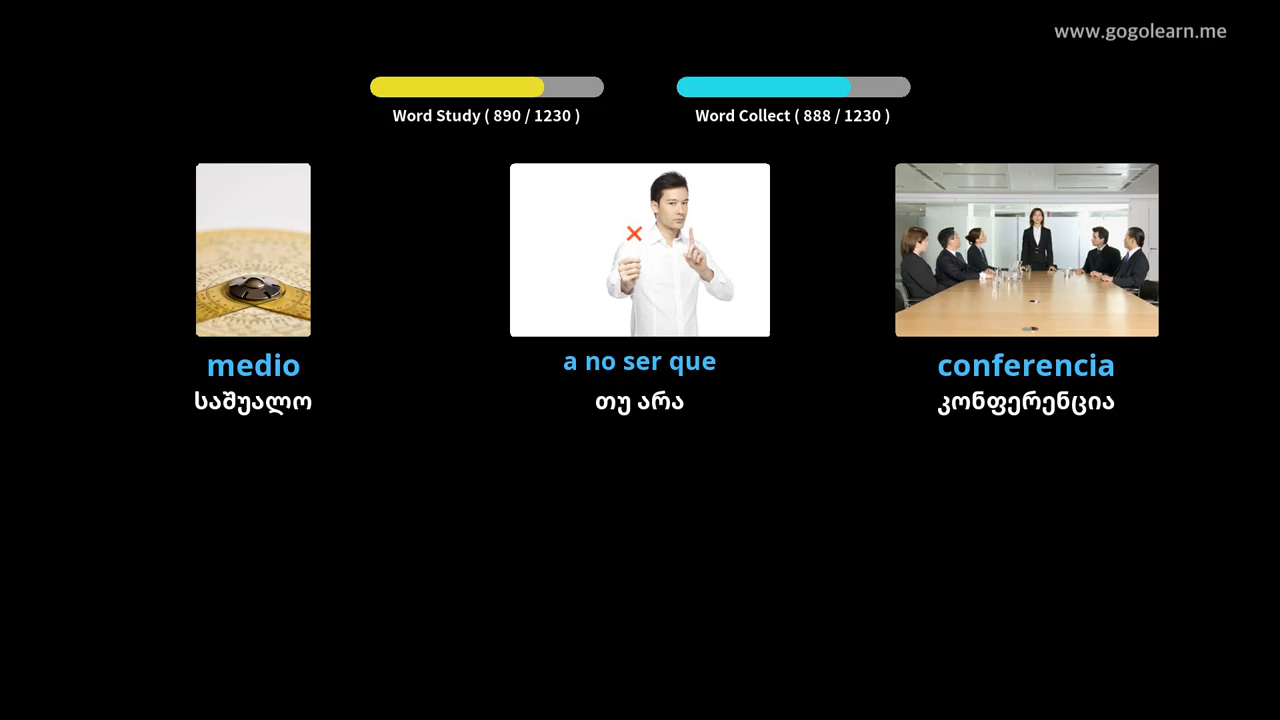 www.gogolearn.me
Word Study ( 890 / 1230 )
Word Collect ( 888 / 1230 )
medio
საშუალო
a no ser que
თუ არა
conferencia
კონფერენცია